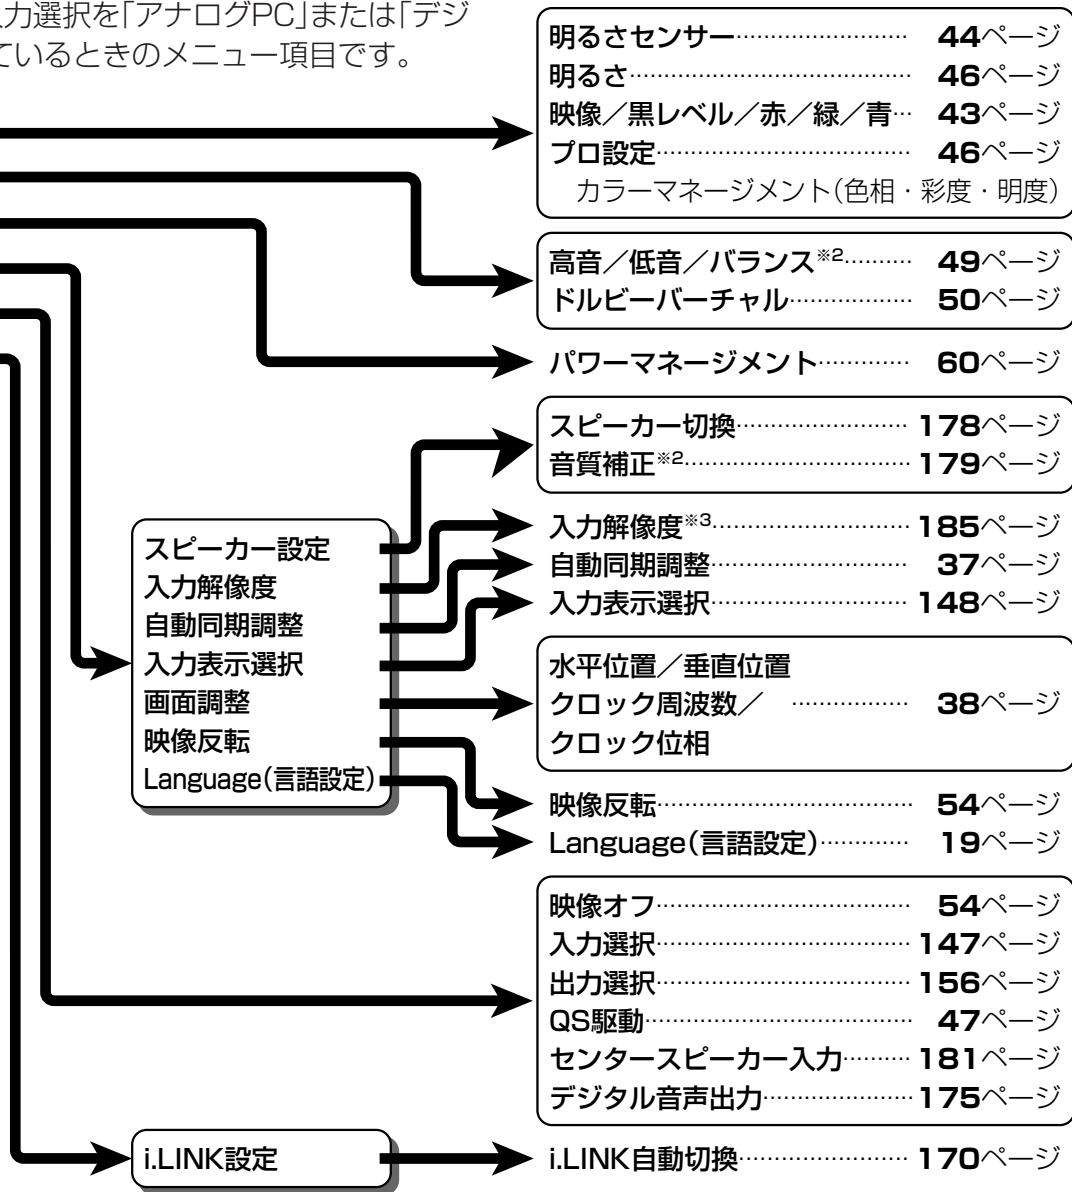 力選択を｢アナログPC｣または｢デジ
ているときのメニュー項目です。
明るさセンサー……………………44ページ
明るさ…………………………………46ページ
映像／黒レベル／赤／緑／青…43ページ
プロ設定………………………………46ページ
カラーマネージメント(色相・彩度・明度)
高音／低音／バランス※2…………49ページ
ドルビーバーチャル………………50ページ
パワーマネージメント……………60ページ
スピーカー切換……………………178ページ
音質補正※2…………………………179ページ
スピーカー設定
入力解像度
自動同期調整
入力表示選択
画面調整
映像反転
Language(言語設定)
入力解像度※3………………………185ページ
自動同期調整………………………37ページ
入力表示選択………………………148ページ
水平位置／垂直位置
クロック周波数／ ……………38ページ
クロック位相
映像反転………………………………54ページ
Language(言語設定)…………19ページ
映像オフ………………………………54ページ
入力選択………………………………147ページ
出力選択………………………………156ページ
QS駆動…………………………………47ページ
センタースピーカー入力………181ページ
デジタル音声出力…………………175ページ
i.LINK設定
i.LINK自動切換……………………170ページ